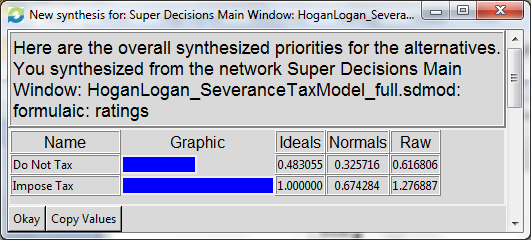 New synthesis for: Super Decisions Main Window: HoganLogan_Severa...
Here are the overall synthesized priorities for the alternatives.
You synthesized from the network Super Decisions Main
Window: HoganLogan_SeveranceTaxModel_full.sdmod:
formulaic: ratings
Name Graphic Ideals Normals Raw
Do Not Tax 0.483055 0.325716 0.616806
Impose Tax 1.000000 0.674284 1.276887
Okay Copy Values